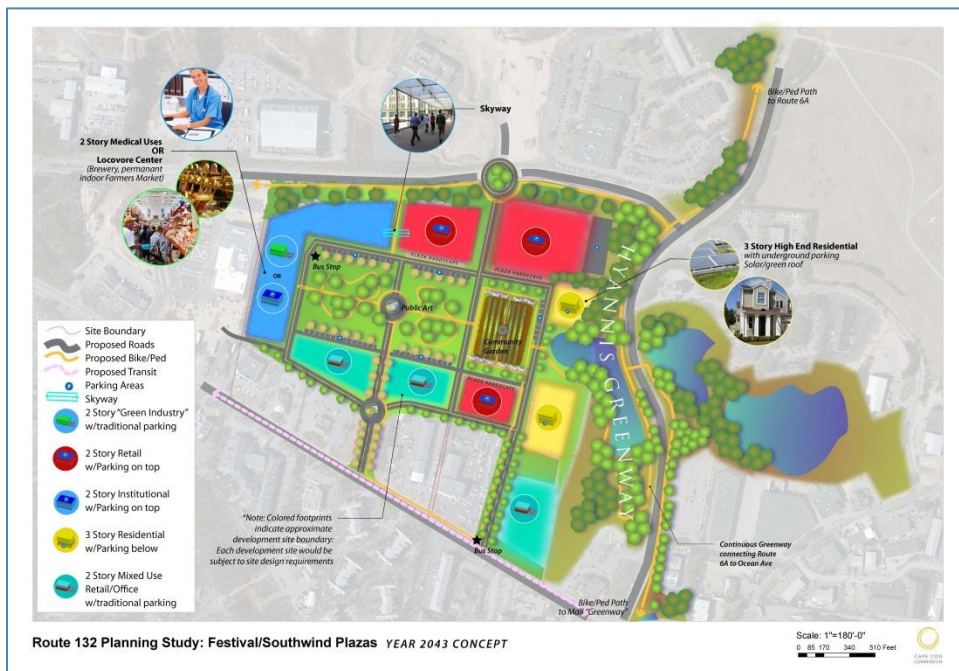 Bike/Ped Path
to Route 6A
Skyway
2 Story Medical Uses
OR
Locovore Center
(Brewery, permanant
indoor Farmers Market)
3 Story High End Residential
with underground parking
Solar/green roof
PLAZA HARDSCAPE
PLAZA HARDSCAPE
Bus Stop
OR
Public Art
Community
Garden
HYANNIS GREENWAY
PLAZA HARDSCAPE
Site Boundary
Proposed Roads
Proposed Bike/Ped
Proposed Transit
P
Parking Areas
Skyway
2 Story "Green Industry"
w/traditional parking
2 Story Retail
w/Parking on top
2 Story Institutional
w/Parking on top
3 Story Residential
w/Parking below
2 Story Mixed Use
Retail/Office
w/traditional parking
*Note: Colored footprints
indicate approximate
development site boundary:
Each development site would be
subject to site design requirements
Bus Stop
Continuous Greenway
connecting Route
6A to Ocean Ave
Bike/Ped Path
to Mall "Greenway"
Route 132 Planning Study: Festival/Southwind Plazas YEAR 2043 CONCEPT
Scale: 1"=180'-0"
0 85 170 340 510 Feet
CAPE COD
COMMISSION